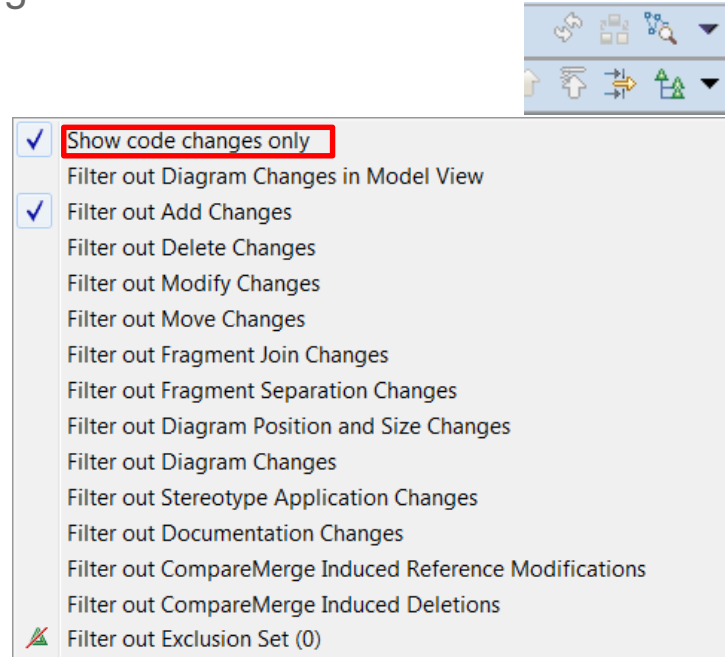 g
Show code changes only
Filter out Diagram Changes in Model View
Filter out Add Changes
Filter out Delete Changes
Filter out Modify Changes
Filter out Move Changes
Filter out Fragment Join Changes
Filter out Fragment Separation Changes
Filter out Diagram Position and Size Changes
Filter out Diagram Changes
Filter out Stereotype Application Changes
Filter out Documentation Changes
Filter out CompareMerge Induced Reference Modifications
Filter out CompareMerge Induced Deletions
Filter out Exclusion Set (0)